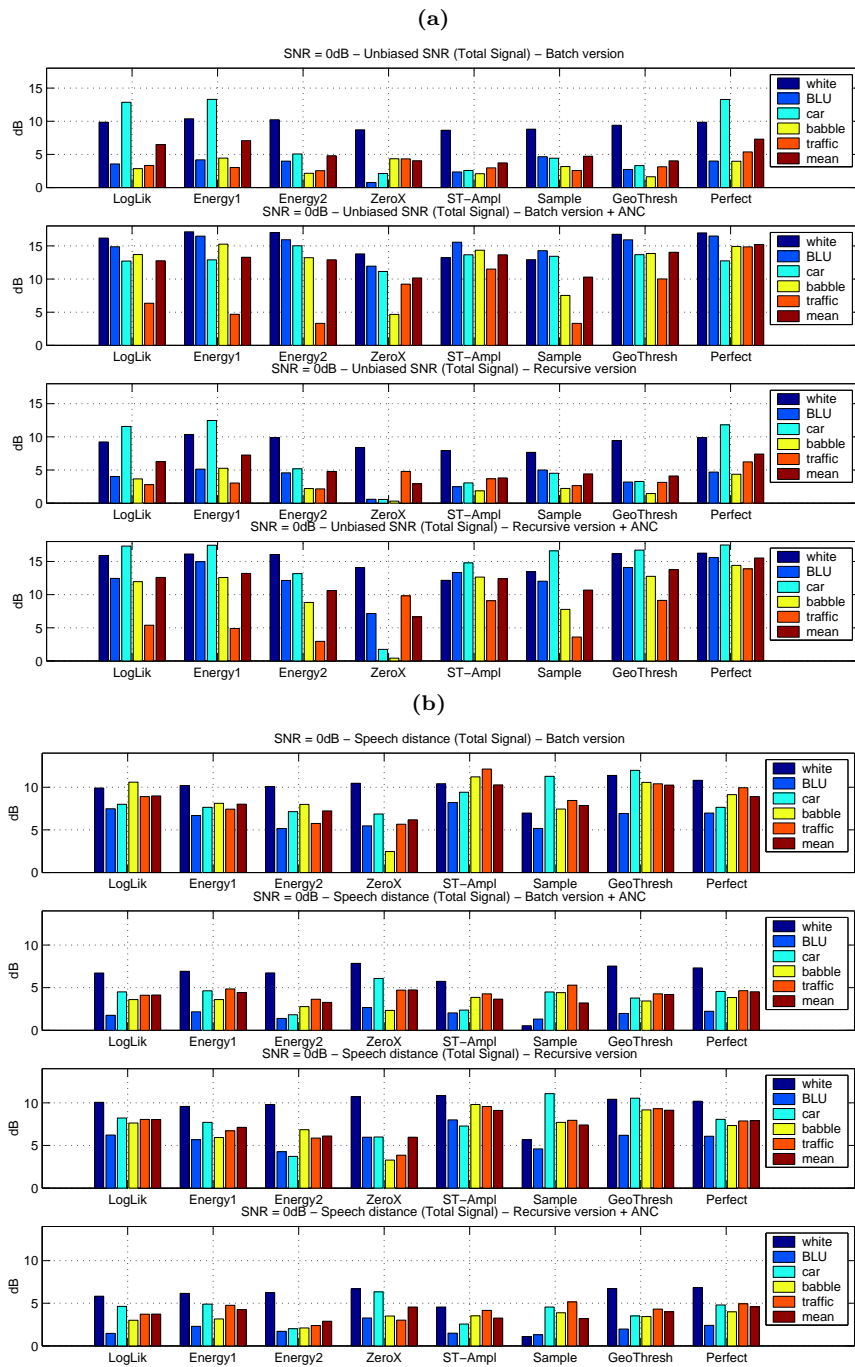 (a)
SNR = 0dB – Unbiased SNR (Total Signal) – Batch version
15
10
5
0
dB
white
BLU
car
babble
traffic
mean
LogLik Energy1 Energy2 ZeroX ST–Ampl Sample GeoThresh Perfect
SNR = 0dB – Unbiased SNR (Total Signal) – Batch version + ANC
15
10
5
0
dB
white
BLU
car
babble
traffic
mean
LogLik Energy1 Energy2 ZeroX ST–Ampl Sample GeoThresh Perfect
SNR = 0dB – Unbiased SNR (Total Signal) – Recursive version
15
10
5
0
dB
white
BLU
car
babble
traffic
mean
LogLik Energy1 Energy2 ZeroX ST–Ampl Sample GeoThresh Perfect
SNR = 0dB – Unbiased SNR (Total Signal) – Recursive version + ANC
15
10
5
0
dB
white
BLU
car
babble
traffic
mean
LogLik Energy1 Energy2 ZeroX ST–Ampl Sample GeoThresh Perfect
(b)
SNR = 0dB – Speech distance (Total Signal) – Batch version
10
5
0
dB
white
BLU
car
babble
traffic
mean
LogLik Energy1 Energy2 ZeroX ST–Ampl Sample GeoThresh Perfect
SNR = 0dB – Speech distance (Total Signal) – Batch version + ANC
10
5
0
dB
white
BLU
car
babble
traffic
mean
LogLik Energy1 Energy2 ZeroX ST–Ampl Sample GeoThresh Perfect
SNR = 0dB – Speech distance (Total Signal) – Recursive version
10
5
0
dB
white
BLU
car
babble
traffic
mean
LogLik Energy1 Energy2 ZeroX ST–Ampl Sample GeoThresh Perfect
SNR = 0dB – Speech distance (Total Signal) – Recursive version + ANC
10
5
0
dB
white
BLU
car
babble
traffic
mean
LogLik Energy1 Energy2 ZeroX ST–Ampl Sample GeoThresh Perfect